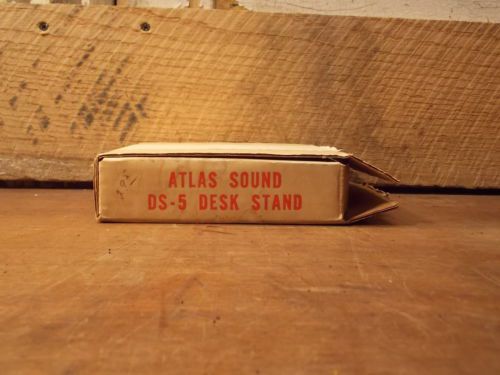 ATLAS SOUND
DS-5 DESK STAND